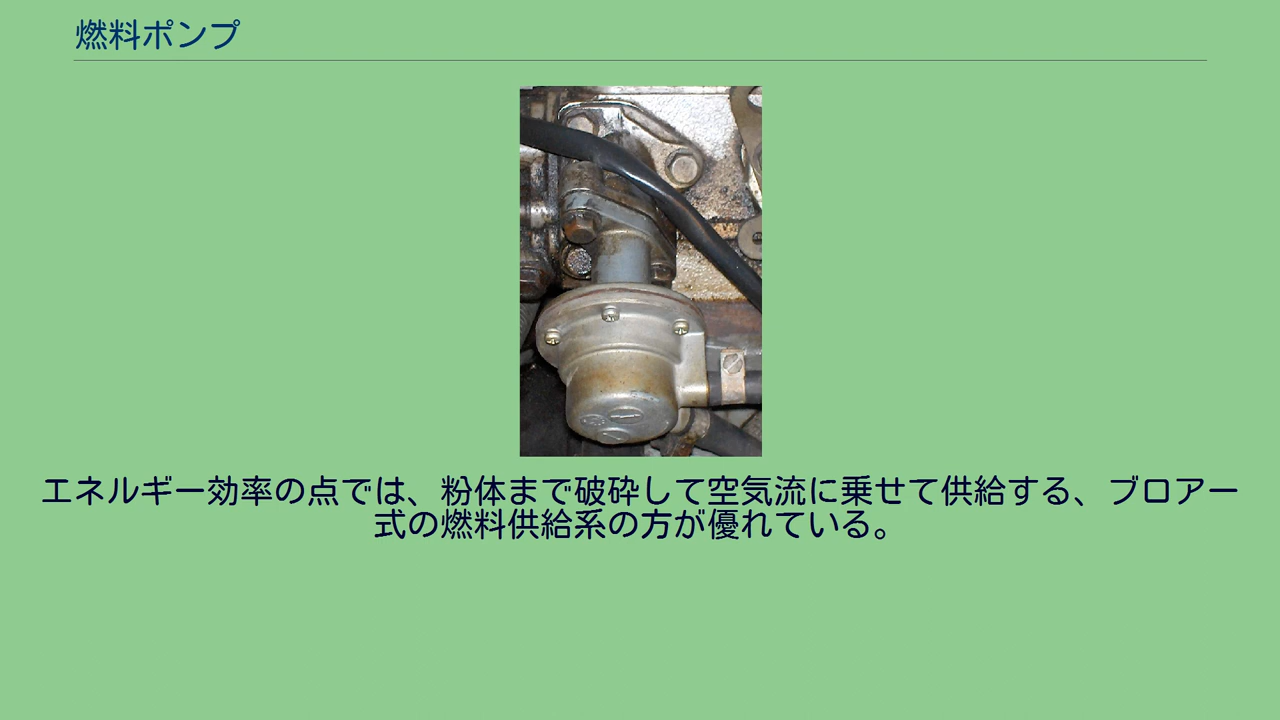 燃料ポンプ
エネルギー効率の点では、粉体まで破砕して空気流に乗せて供給する、ブロアー
式の燃料供給系の方が優れている。